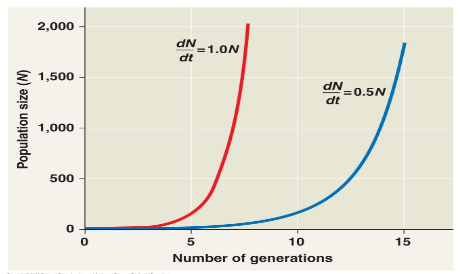 2,000
dN/dt = 1.0N
1,500
dN/dt = 0.5N
Population size (N)
1,000
500
0
0 5 10 15
Number of generations